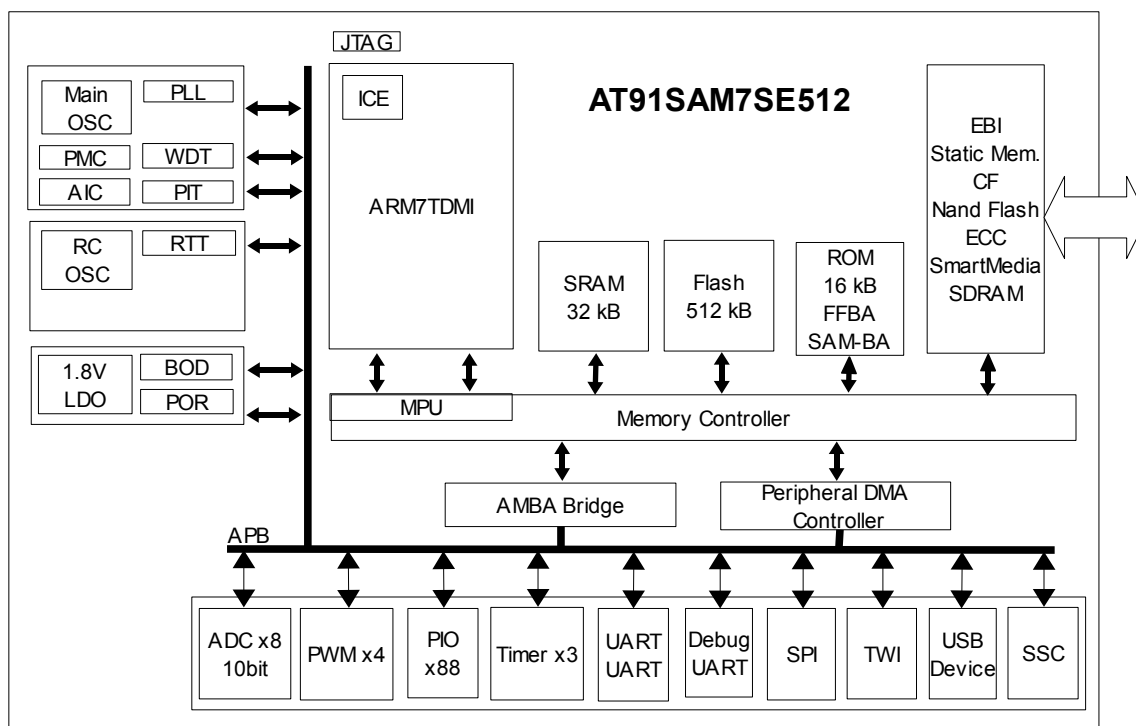 JTAG
AT91SAM7SE512
Main
OSC
PLL
PMC
WDT
AIC
PIT
RC
OSC
RTT
1.8V
LDO
BOD
POR
ICE
ARM7TDMI
SRAM
32 kB
Flash
512 kB
ROM
16 kB
FFBA
SAM-BA
EBI
Static Mem.
CF
Nand Flash
ECC
SmartMedia
SDRAM
MPU
Memory Controller
AMBA Bridge
Peripheral DMA
Controller
APB
ADC x8
10bit
PWM x4
PIO
x88
Timer x3
UART
UART
Debug
UART
SPI
TWI
USB
Device
SSC